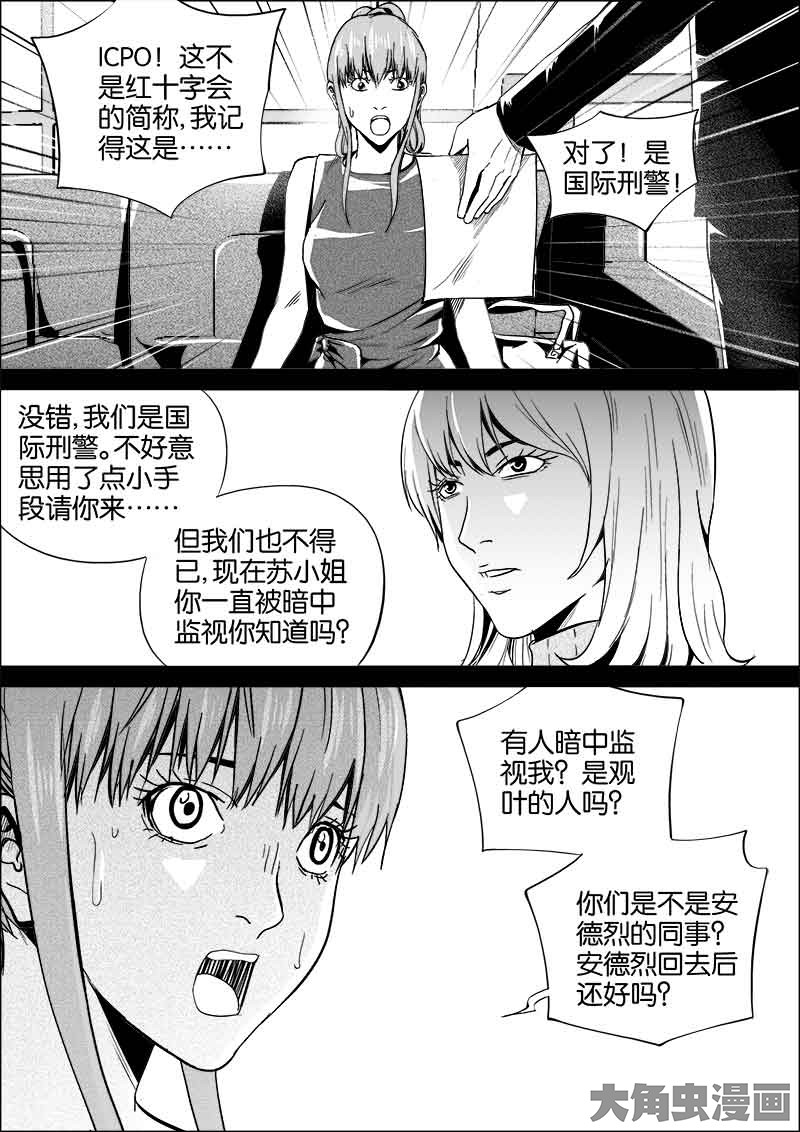 ICPO！这不
是红十字会
的简称，我记
得这是……
对了！是
国际刑警！
没错，我们是国
际刑警。不好意
思用了点小手
段请你来……
但我们也不得
已，现在苏小姐
你一直被暗中
监视你知道吗？
有人暗中监
视我？是观
叶的人吗？
你们是不是安
德烈的同事？
安德烈回去后
还好吗？
大角虫漫画